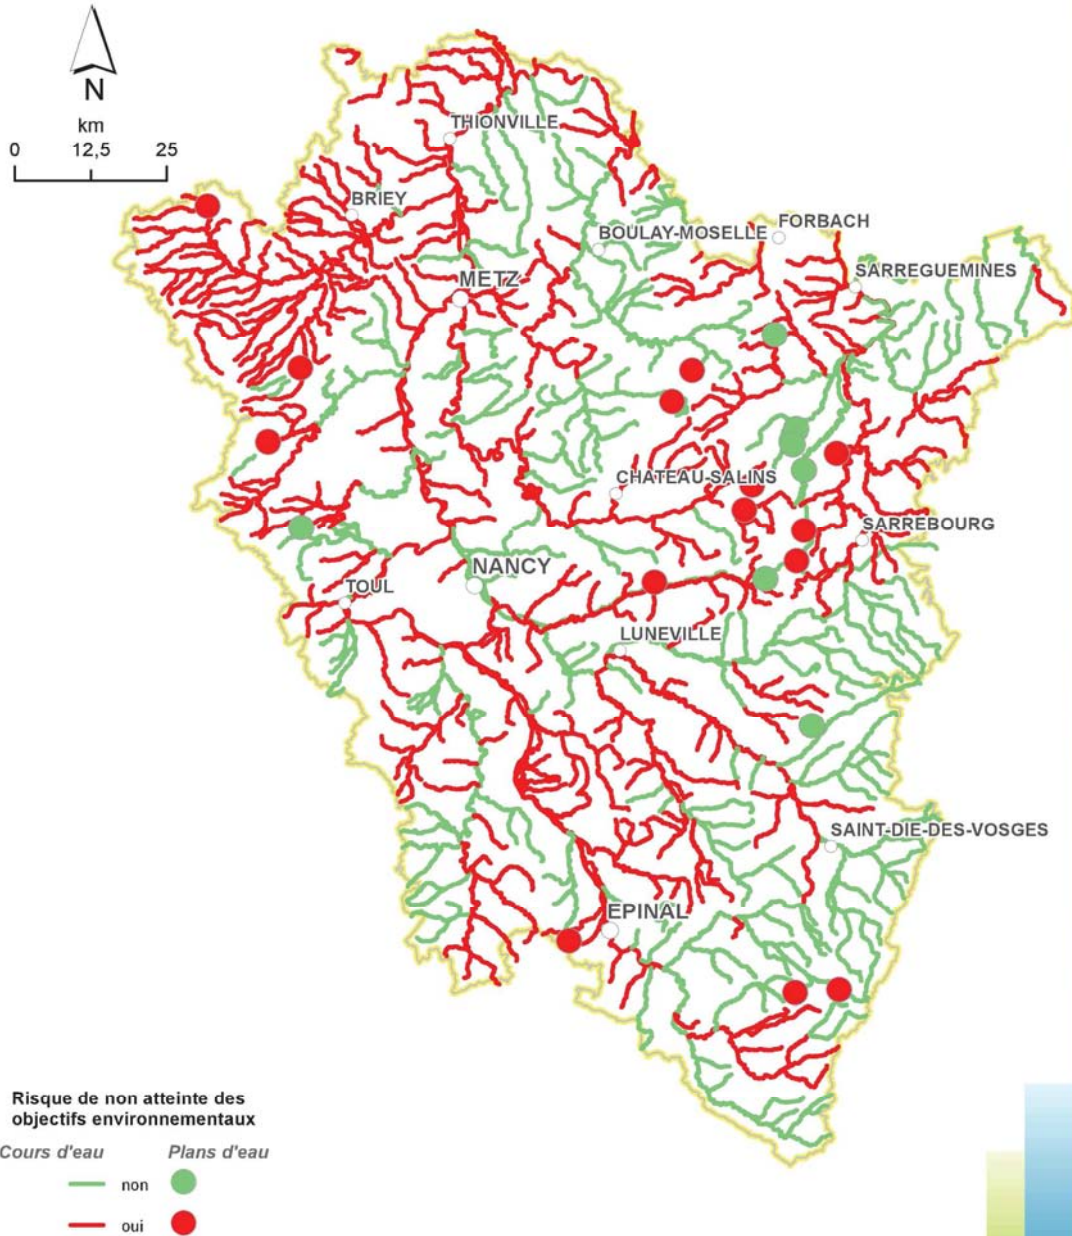 N
km
0 12,5 25
THIONVILLE
BRIEY
FORBACH
BOULAY-MOSELLE
SARREGUEMINES
METZ
CHATEAU-SALINS
SARREBOURG
NANCY
TOUL
LUNEVILLE
SAINT-DIE-DES-VOSGES
EPINAL
Risque de non atteinte des
objectifs environnementaux
Cours d'eau Plans d'eau
non
oui